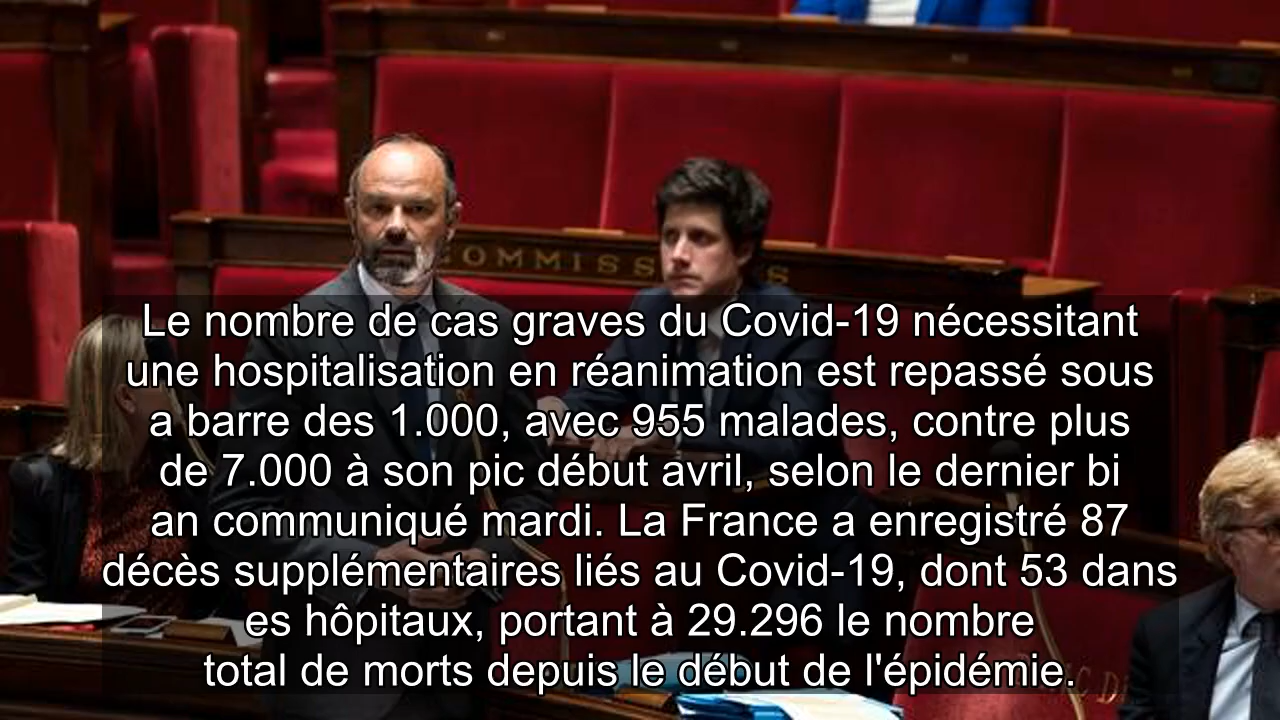 COMMISS
Le nombre de cas graves du Covid-19 nécessitant
une hospitalisation en réanimation est repassé sous
a barre des 1.000, avec 955 malades, contre plus
de 7.000 à son pic début avril, selon le dernier bi
an communiqué mardi. La France a enregistré 87
décès supplémentaires liés au Covid-19, dont 53 dans
es hôpitaux, portant à 29.296 le nombre
total de morts depuis le début de l'épidémie.